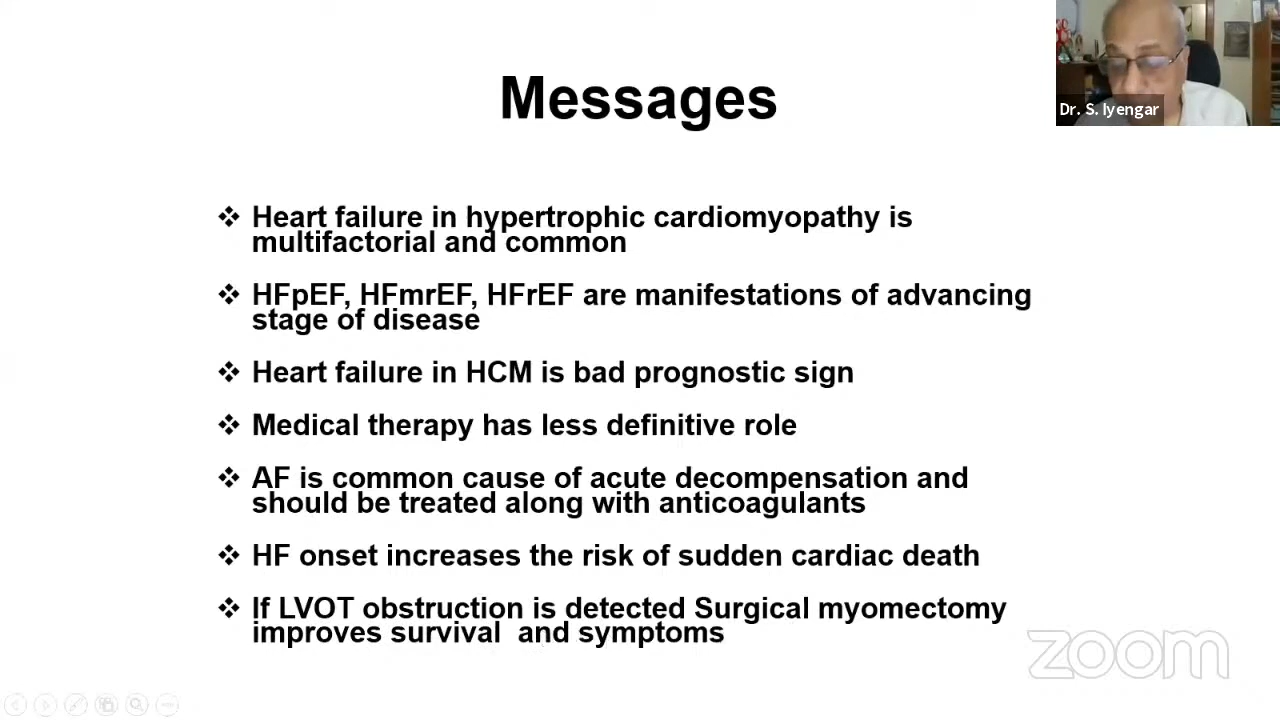 Messages
Dr. S. Iyengar
❖ Heart failure in hypertrophic cardiomyopathy is
multifactorial and common
❖ HFpEF, HFmrEF, HFrEF are manifestations of advancing
stage of disease
❖ Heart failure in HCM is bad prognostic sign
❖ Medical therapy has less definitive role
❖ AF is common cause of acute decompensation and
should be treated along with anticoagulants
❖ HF onset increases the risk of sudden cardiac death
❖ If LVOT obstruction is detected Surgical myomectomy
improves survival  and symptoms
zoom